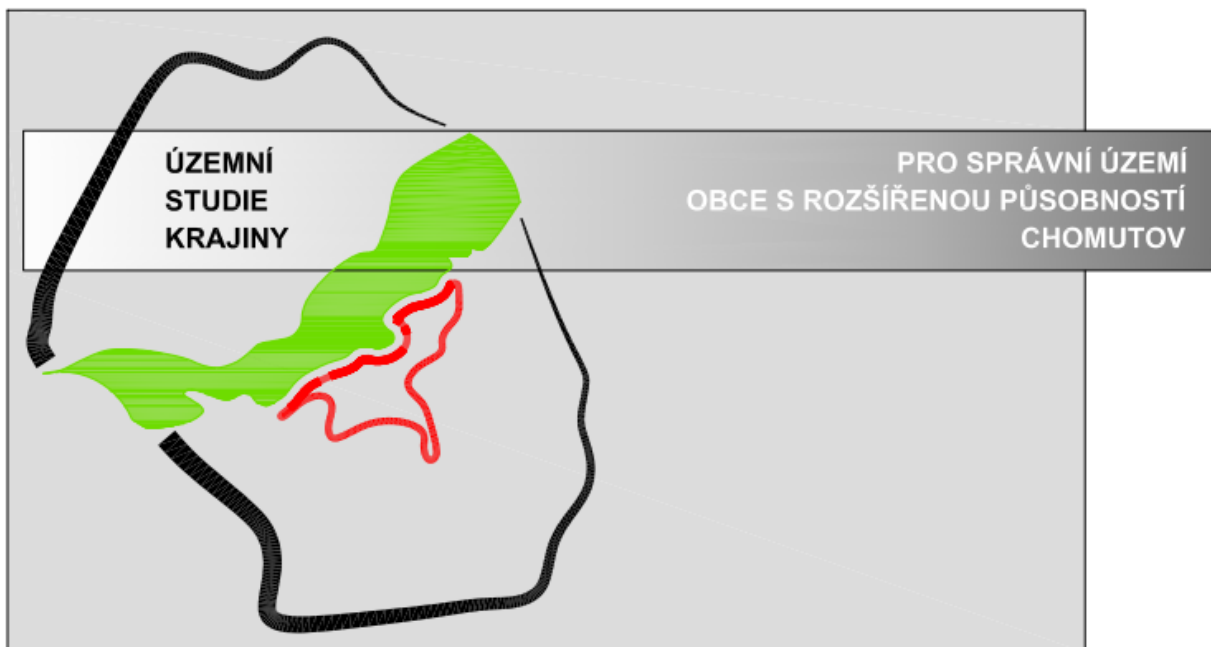 ÚZEMNÍ
STUDIE
KRAJINY
PRO SPRÁVNÍ ÚZEMÍ
OBCE S ROZŠÍŘENOU PŮSOBNOSTÍ
CHOMUTOV